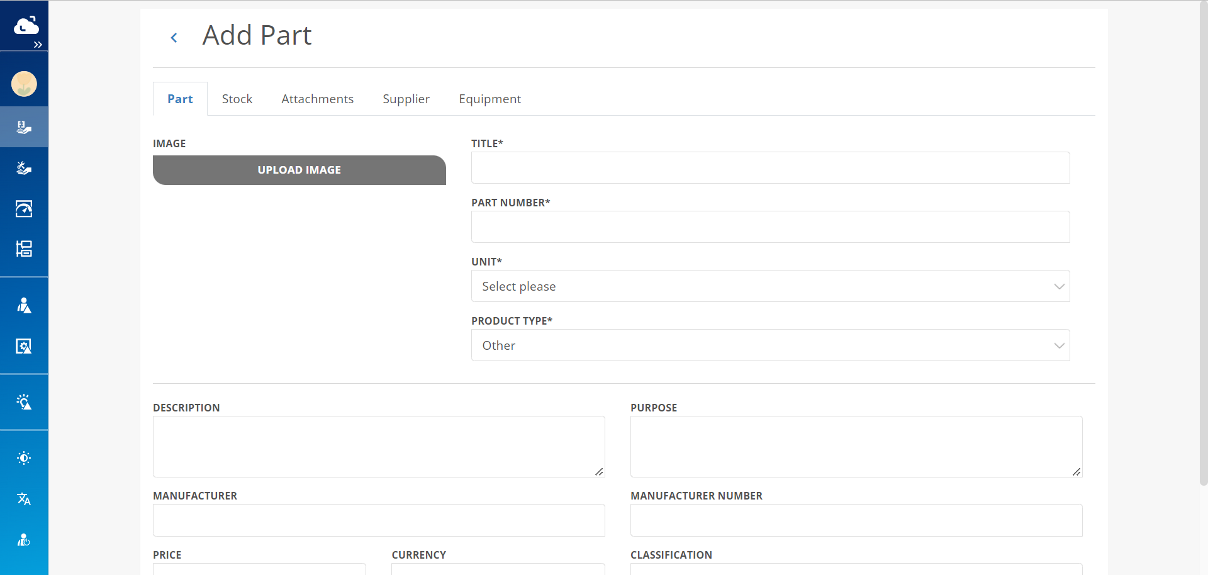 Add Part
Part Stock Attachments Supplier Equipment
IMAGE
UPLOAD IMAGE
TITLE*
PART NUMBER*
UNIT*
Select please
PRODUCT TYPE*
Other
DESCRIPTION
PURPOSE
MANUFACTURER
MANUFACTURER NUMBER
PRICE
CURRENCY
CLASSIFICATION